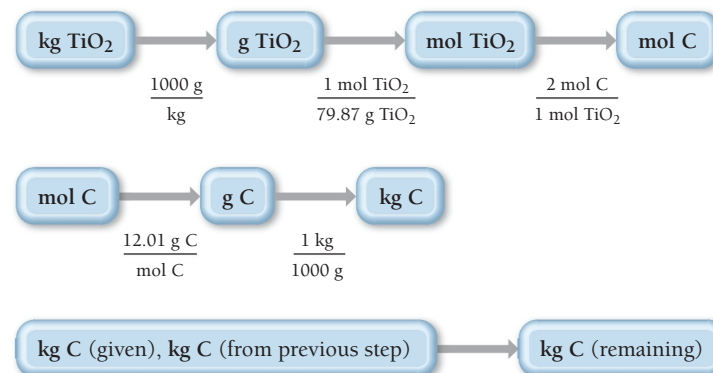 kg TiO₂ g TiO₂ mol TiO₂ mol C
1000 g 1 mol TiO₂ 2 mol C
kg 79.87 g TiO₂ 1 mol TiO₂
mol C g C kg C
12.01 g C 1 kg
mol C 1000 g
kg C (given), kg C (from previous step) kg C (remaining)